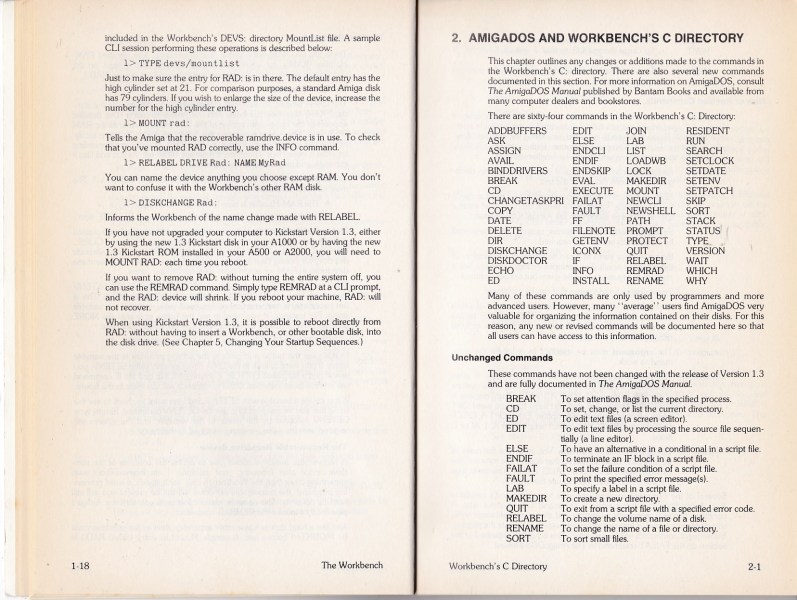 included in the Workbench's DEVS: directory MountList file. A sample
CLI session performing these operations is described below:
1> TYPE devs/mountlist
Just to make sure the entry for RAD: is in there. The default entry has the
high cylinder set at 21. For comparison purposes, a standard Amiga disk
has 79 cylinders. If you wish to enlarge the size of the device, increase the
number for the high cylinder entry.
1> MOUNT rad:
Tells the Amiga that the recoverable ramdrive.device is in use. To check
that you've mounted RAD correctly, use the INFO command.
1> RELABEL DRIVE Rad: NAME MyRad
You can name the device anything you choose except RAM. You don't
want to confuse it with the Workbench's other RAM disk.
1> DISKCHANGE Rad:
Informs the Workbench of the name change made with RELABEL.
If you have not upgraded your computer to Kickstart Version 1.3, either
by using the new 1.3 Kickstart disk in your A1000 or by having the new
1.3 Kickstart ROM installed in your A500 or A2000, you will need to
MOUNT RAD: each time you reboot.
If you want to remove RAD: without turning the entire system off, you
can use the REMRAD command. Simply type REMRAD at a CLI prompt,
and the RAD: device will shrink. If you reboot your machine, RAD: will
not recover.
When using Kickstart Version 1.3, it is possible to reboot directly from
RAD: without having to insert a Workbench, or other bootable disk, into
the disk drive. (See Chapter 5, Changing Your Startup Sequences.)
1-18 The Workbench
2. AMIGADOS AND WORKBENCH'S C DIRECTORY
This chapter outlines any changes or additions made to the commands in
the Workbench's C: directory. There are also several new commands
documented in this section. For more information on AmigaDOS, consult
The AmigaDOS Manual published by Bantam Books and available from
many computer dealers and bookstores.
There are sixty-four commands in the Workbench's C: Directory:
ADDBUFFERS EDIT JOIN RESIDENT
ASK ELSE LAB RUN
ASSIGN ENDCLI LIST SEARCH
AVAIL ENDIF LOADWB SETCLOCK
BINDDRIVERS ENDSKIP LOCK SETDATE
BREAK EVAL MAKEDIR SETENV
CD EXECUTE MOUNT SETPATCH
CHANGETASKPRI FAILAT NEWCLI SKIP
COPY FAULT NEWSHELL SORT
DATE FF PATH STACK
DELETE FILENOTE PROMPT STATUS
DIR GETENV PROTECT TYPE
DISKCHANGE ICONX QUIT VERSION
DISKDOCTOR IF RELABEL WAIT
ECHO INFO REMRAD WHICH
ED INSTALL RENAME WHY
Many of these commands are only used by programmers and more
advanced users. However, many ''average'' users find AmigaDOS very
valuable for organizing the information contained on their disks. For this
reason, any new or revised commands will be documented here so that
all users can have access to this information.
Unchanged Commands
These commands have not been changed with the release of Version 1.3
and are fully documented in The AmigaDOS Manual.
BREAK To set attention flags in the specified process.
CD To set, change, or list the current directory.
ED To edit text files (a screen editor).
EDIT To edit text files by processing the source file sequen-
tially (a line editor).
ELSE To have an alternative in a conditional in a script file.
ENDIF To terminate an IF block in a script file.
FAILAT To set the failure condition of a script file.
FAULT To print the specified error message(s).
LAB To specify a label in a script file.
MAKEDIR To create a new directory.
QUIT To exit from a script file with a specified error code.
RELABEL To change the volume name of a disk.
RENAME To change the name of a file or directory.
SORT To sort small files.
Workbench's C Directory 2-1